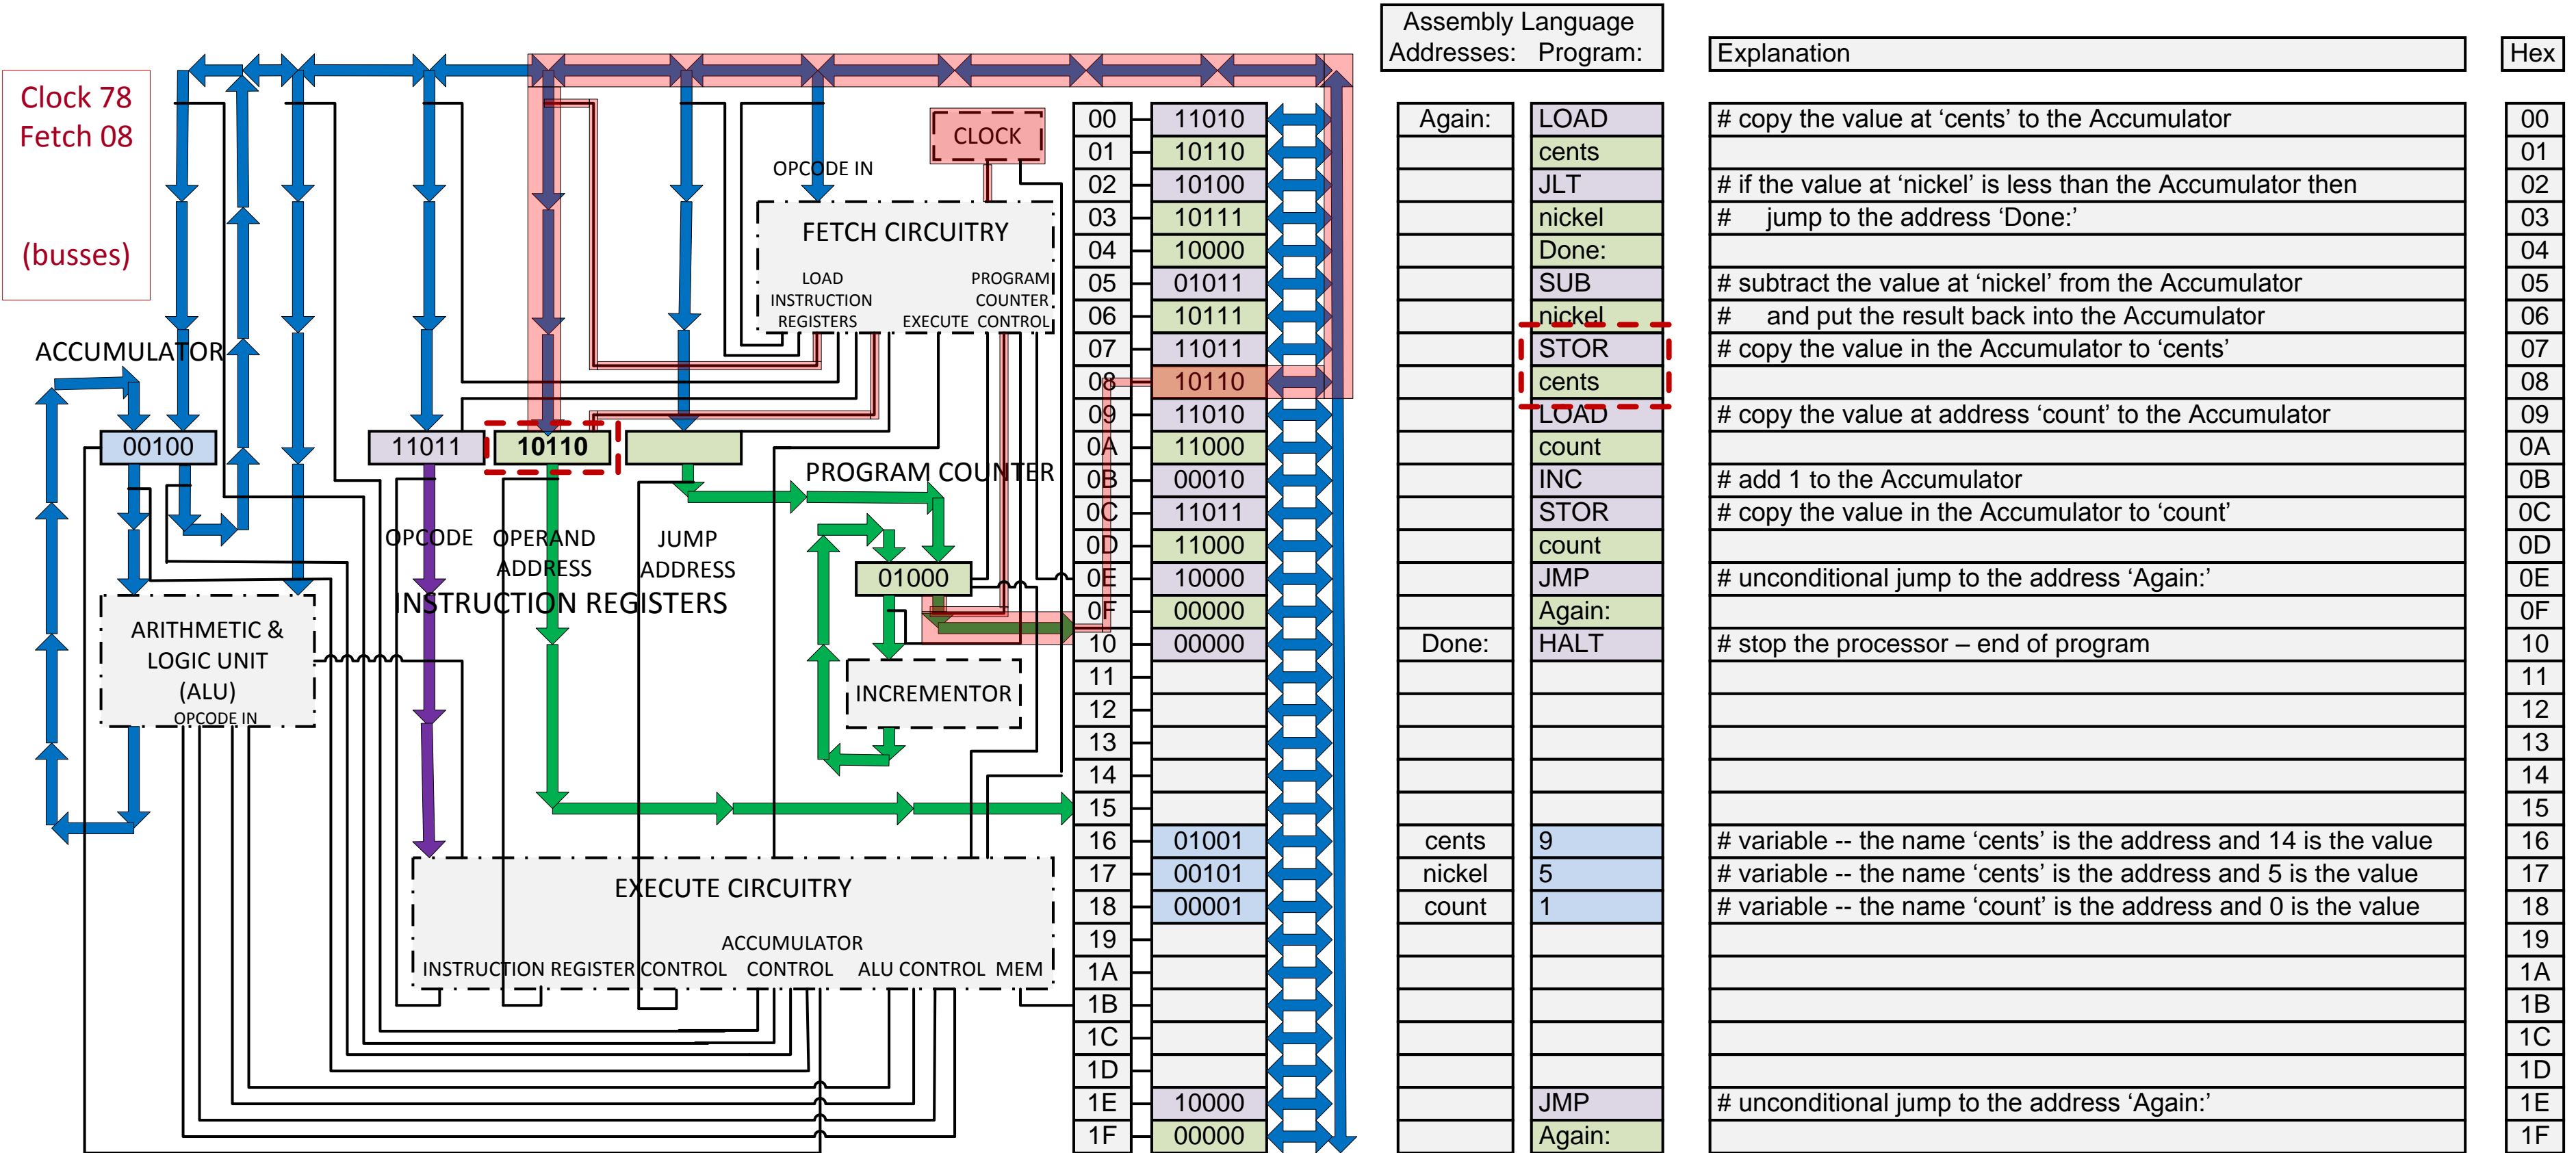 Assembly Language
Addresses: Program:
Explanation
Hex
Clock 78
Fetch 08
(busses)
CLOCK
OPCODE IN
FETCH CIRCUITRY
LOAD
INSTRUCTION
REGISTERS
EXECUTE
PROGRAM
COUNTER
CONTROL
ACCUMULATOR
00100
11011
10110
PROGRAM COUNTER
OPCODE
OPERAND
ADDRESS
JUMP
ADDRESS
INSTRUCTION REGISTERS
01000
INCREMENTOR
ARITHMETIC &
LOGIC UNIT
(ALU)
OPCODE IN
EXECUTE CIRCUITRY
INSTRUCTION REGISTER CONTROL
ACCUMULATOR
CONTROL
ALU CONTROL
MEM
00 11010 Again: LOAD # copy the value at ‘cents’ to the Accumulator 00
01 10110 cents 01
02 10100 JLT # if the value at ‘nickel’ is less than the Accumulator then 02
03 10111 nickel # jump to the address ‘Done:’ 03
04 10000 Done: 04
05 01011 SUB # subtract the value at ‘nickel’ from the Accumulator 05
06 10111 nickel # and put the result back into the Accumulator 06
07 11011 STOR # copy the value in the Accumulator to ‘cents’ 07
08 10110 cents 08
09 11010 LOAD # copy the value at address ‘count’ to the Accumulator 09
0A 11000 count 0A
0B 00010 INC # add 1 to the Accumulator 0B
0C 11011 STOR # copy the value in the Accumulator to ‘count’ 0C
0D 11000 count 0D
0E 10000 JMP # unconditional jump to the address ‘Again:’ 0E
0F 00000 Again: 0F
10 00000 Done: HALT # stop the processor – end of program 10
11 11
12 12
13 13
14 14
15 15
16 01001 cents 9 # variable -- the name ‘cents’ is the address and 14 is the value 16
17 00101 nickel 5 # variable -- the name ‘cents’ is the address and 5 is the value 17
18 00001 count 1 # variable -- the name ‘count’ is the address and 0 is the value 18
19 19
1A 1A
1B 1B
1C 1C
1D 1D
1E 10000 JMP # unconditional jump to the address ‘Again:’ 1E
1F 00000 Again: 1F